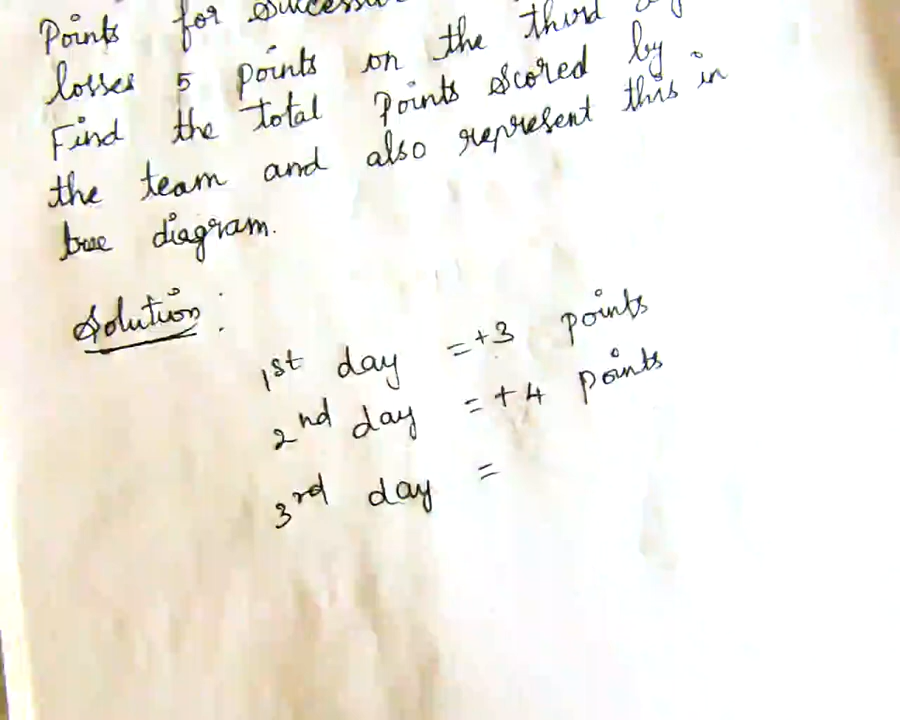 Points for
losses 5 points on the third
Find the total Points scored by
the team and also represent this in
tree diagram.
Solution :
1st day = +3 points
2nd day = +4 points
3rd day =